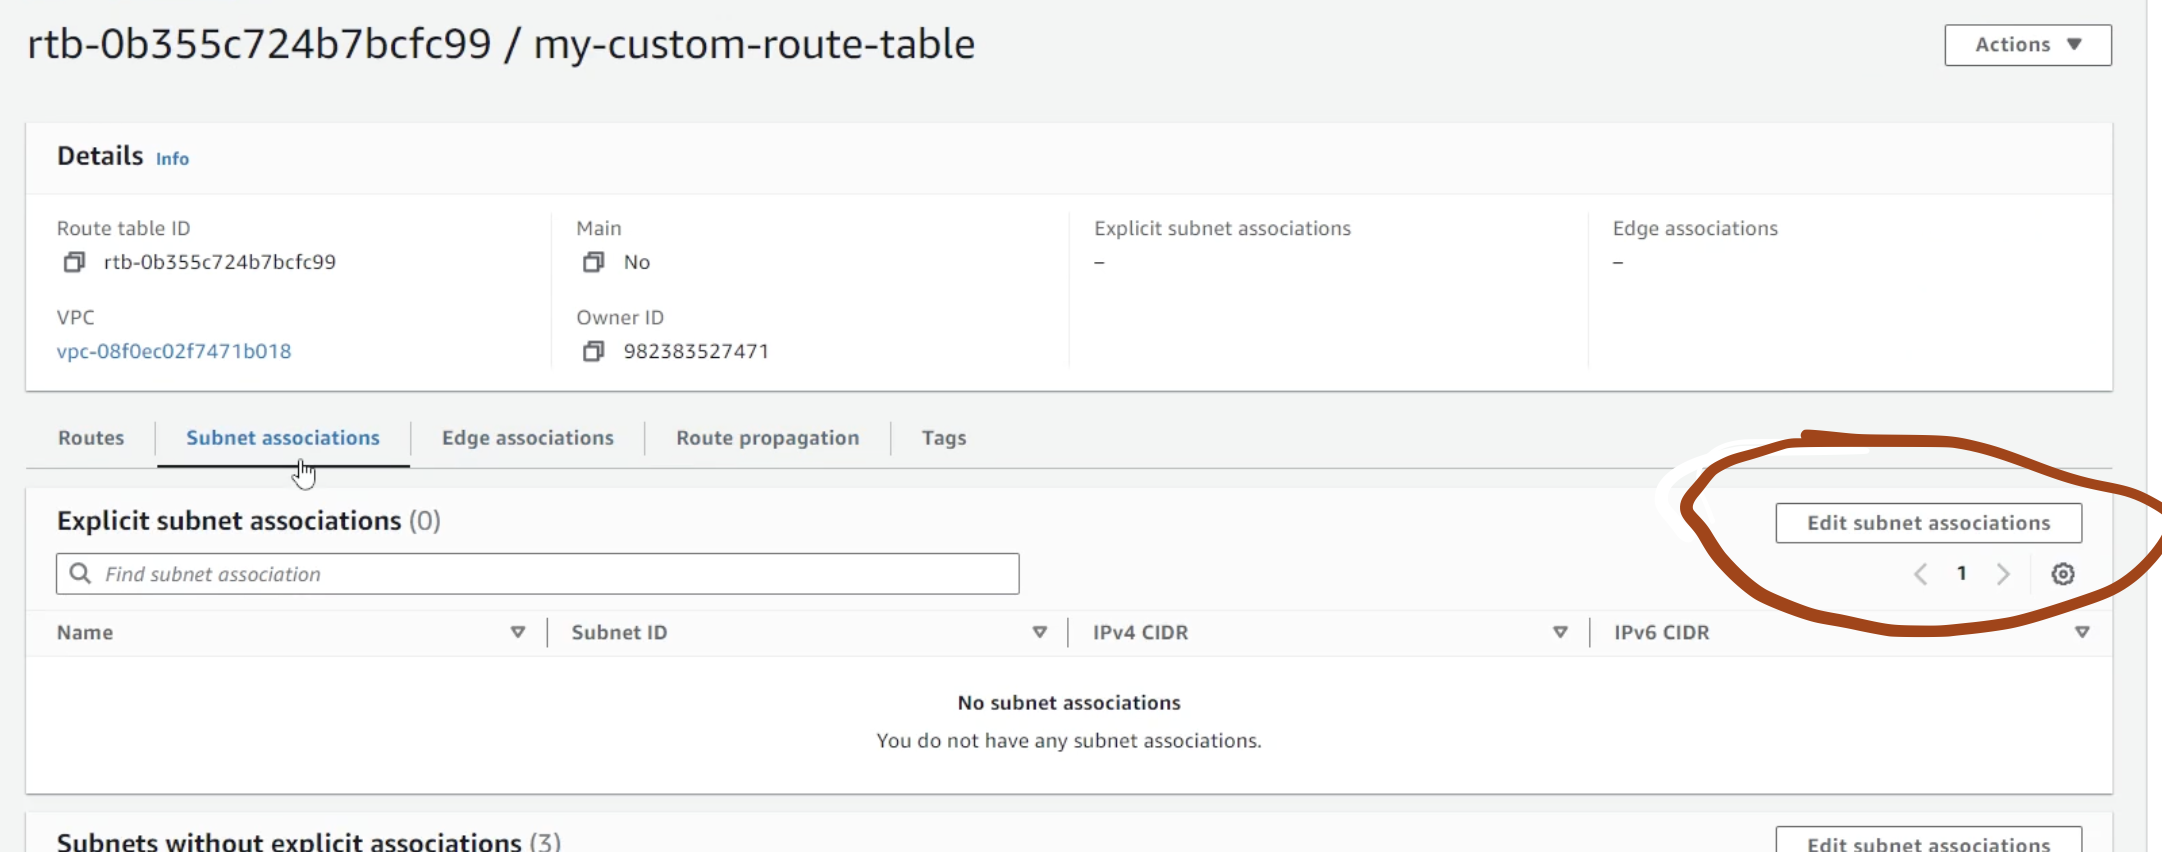 rtb-0b355c724b7bcfc99 / my-custom-route-table
Actions
Details Info
Route table ID
rtb-0b355c724b7bcfc99
Main
No
Explicit subnet associations
–
Edge associations
–
VPC
vpc-08f0ec02f7471b018
Owner ID
982383527471
Routes
Subnet associations
Edge associations
Route propagation
Tags
Explicit subnet associations (0)
Edit subnet associations
Find subnet association
1
Name
Subnet ID
IPv4 CIDR
IPv6 CIDR
No subnet associations
You do not have any subnet associations.
Subnets without explicit associations (3)
Edit subnet associations